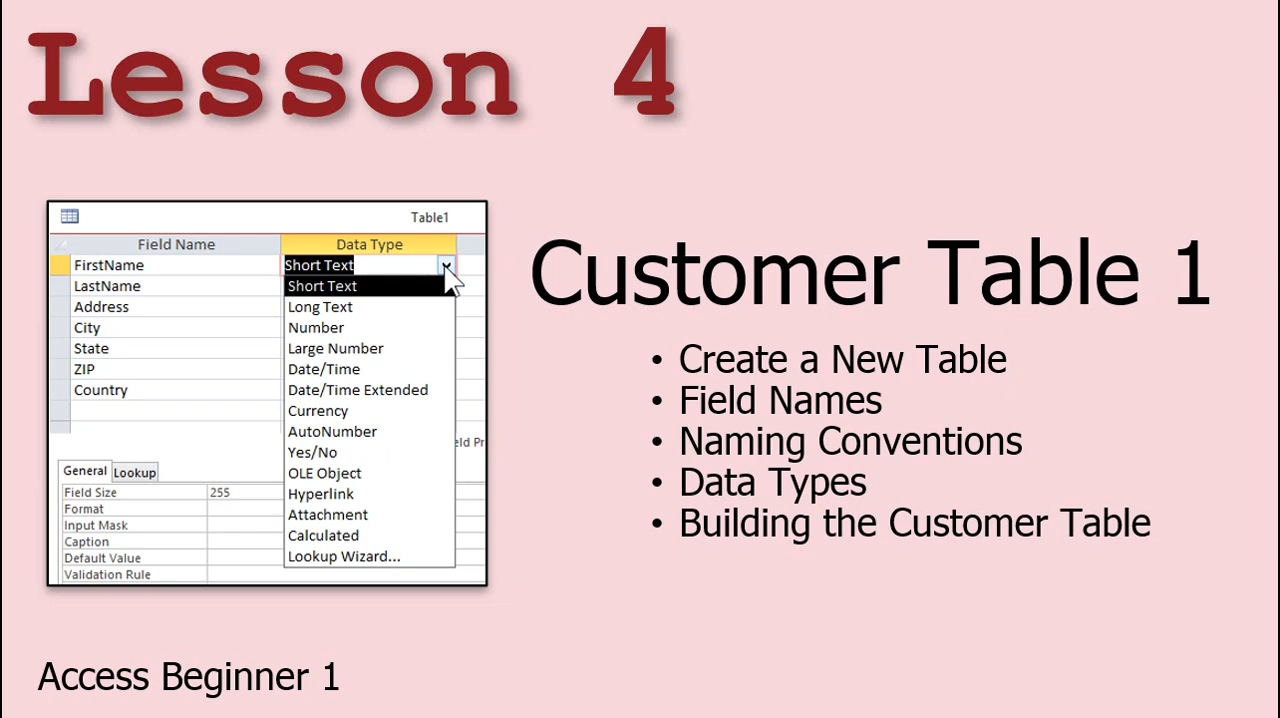 Lesson 4
Table1
Field Name Data Type
FirstName Short Text
LastName Short Text
Address Long Text
City Number
State Large Number
ZIP Date/Time
Country Date/Time Extended
Currency
AutoNumber
Yes/No
OLE Object
Hyperlink
Attachment
Calculated
Lookup Wizard...
General Lookup
Field Size 255
Format
Input Mask
Caption
Default Value
Validation Rule
Customer Table 1
• Create a New Table
• Field Names
• Naming Conventions
• Data Types
• Building the Customer Table
Access Beginner 1